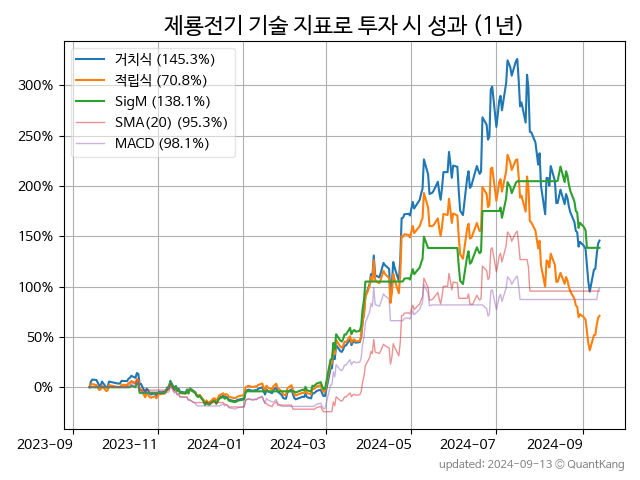 제룡전기 기술 지표로 투자 시 성과 (1년)
거치식 (145.3%)
적립식 (70.8%)
SigM (138.1%)
SMA(20) (95.3%)
MACD (98.1%)
300%
250%
200%
150%
100%
50%
0%
2023-09 2023-11 2024-01 2024-03 2024-05 2024-07 2024-09
updated: 2024-09-13 @ QuantKang